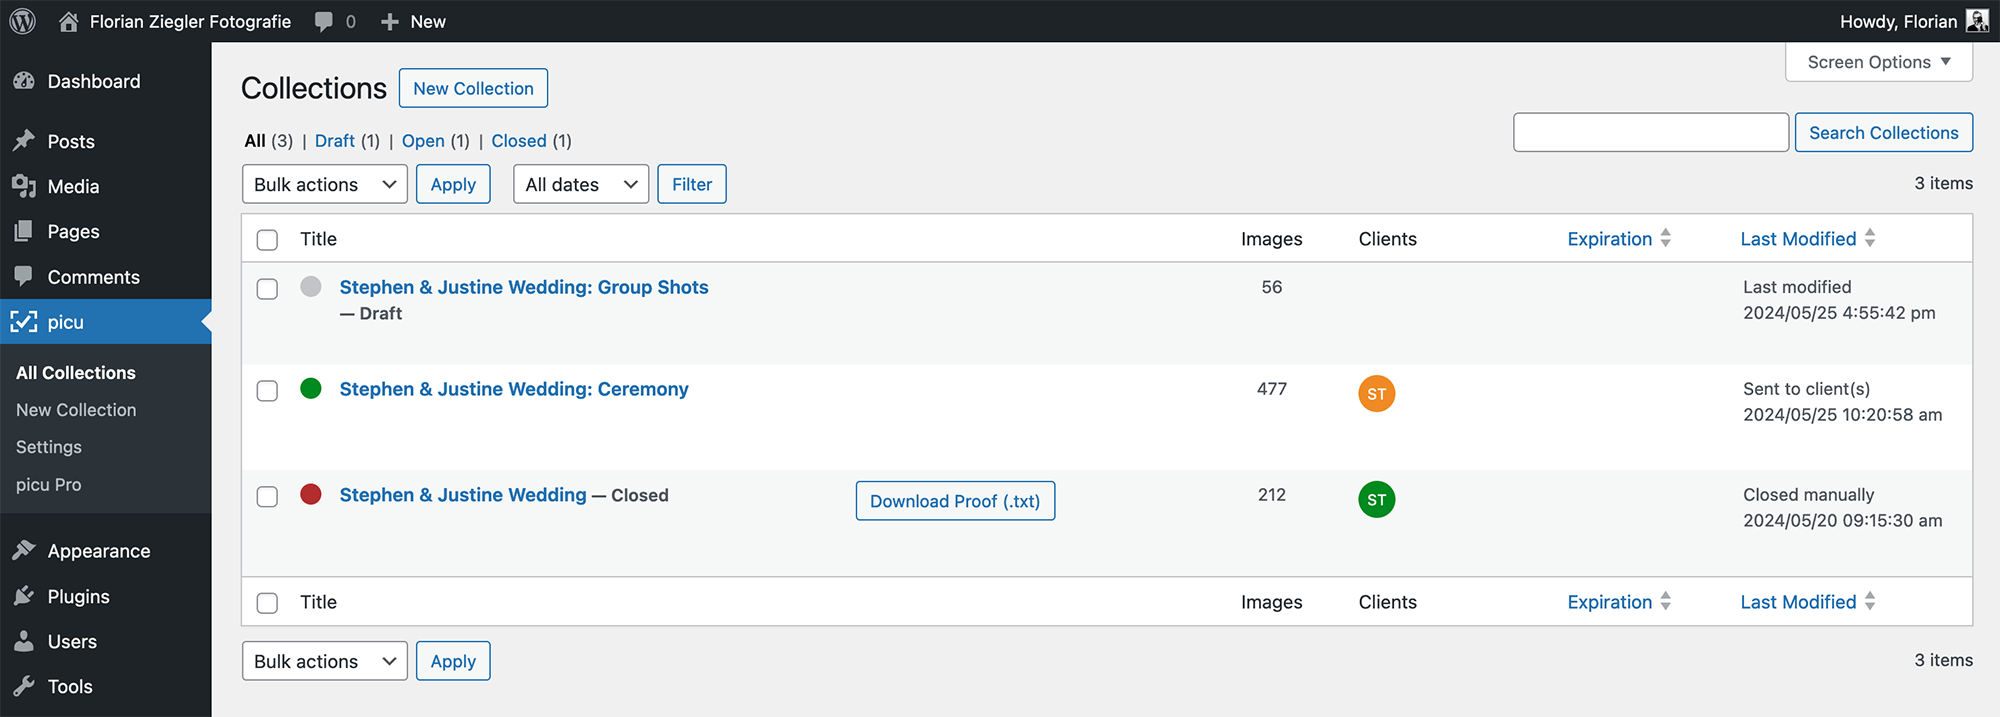 Florian Ziegler Fotografie 0 New Howdy, Florian
Dashboard
Posts
Media
Pages
Comments
picu
All Collections
New Collection
Settings
picu Pro
Appearance
Plugins
Users
Tools
Screen Options
Collections New Collection
All (3) | Draft (1) | Open (1) | Closed (1)
Search Collections
Bulk actions Apply All dates Filter 3 items
Title Images Clients Expiration Last Modified
Stephen & Justine Wedding: Group Shots 56 Last modified
— Draft 2024/05/25 4:55:42 pm
Stephen & Justine Wedding: Ceremony 477 ST Sent to client(s)
2024/05/25 10:20:58 am
Stephen & Justine Wedding — Closed Download Proof (.txt) 212 ST Closed manually
2024/05/20 09:15:30 am
Title Images Clients Expiration Last Modified
Bulk actions Apply 3 items